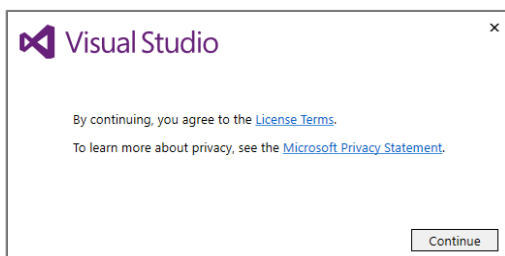 Visual Studio
By continuing, you agree to the License Terms.
To learn more about privacy, see the Microsoft Privacy Statement.
Continue